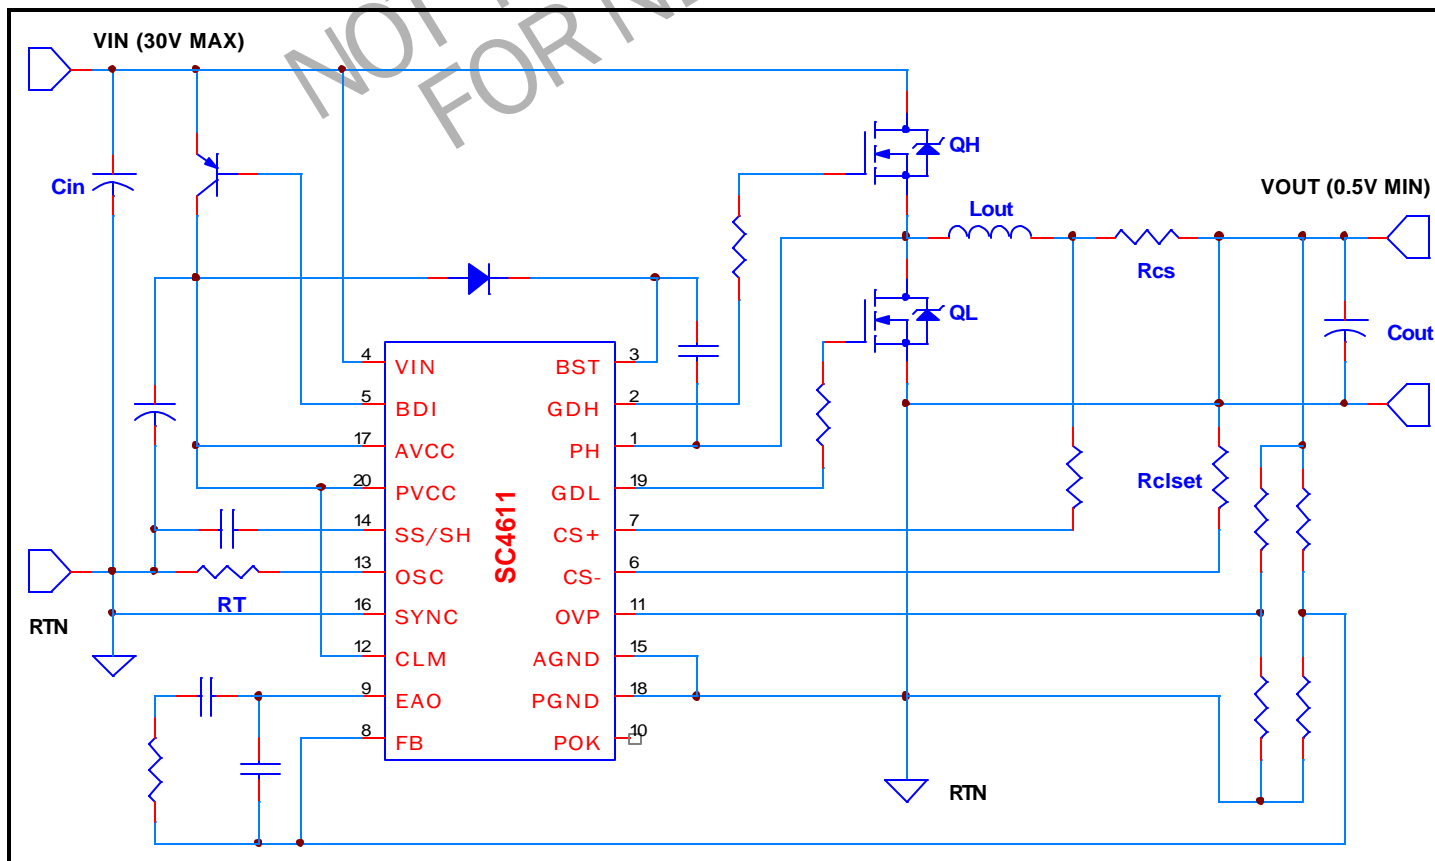 NOT
FOR NE
VIN (30V MAX)
QH
Cin
VOUT (0.5V MIN)
Lout
Rcs
QL
Cout
4 VIN BST 3
5 BDI GDH 2
17 AVCC PH 1
20 PVCC GDL 19
Rclset
14 SS/SH CS+ 7
SC4611
13 OSC CS- 6
RT
16 SYNC OVP 11
RTN
12 CLM AGND 15
9 EAO PGND 18
8 FB POK 10
RTN